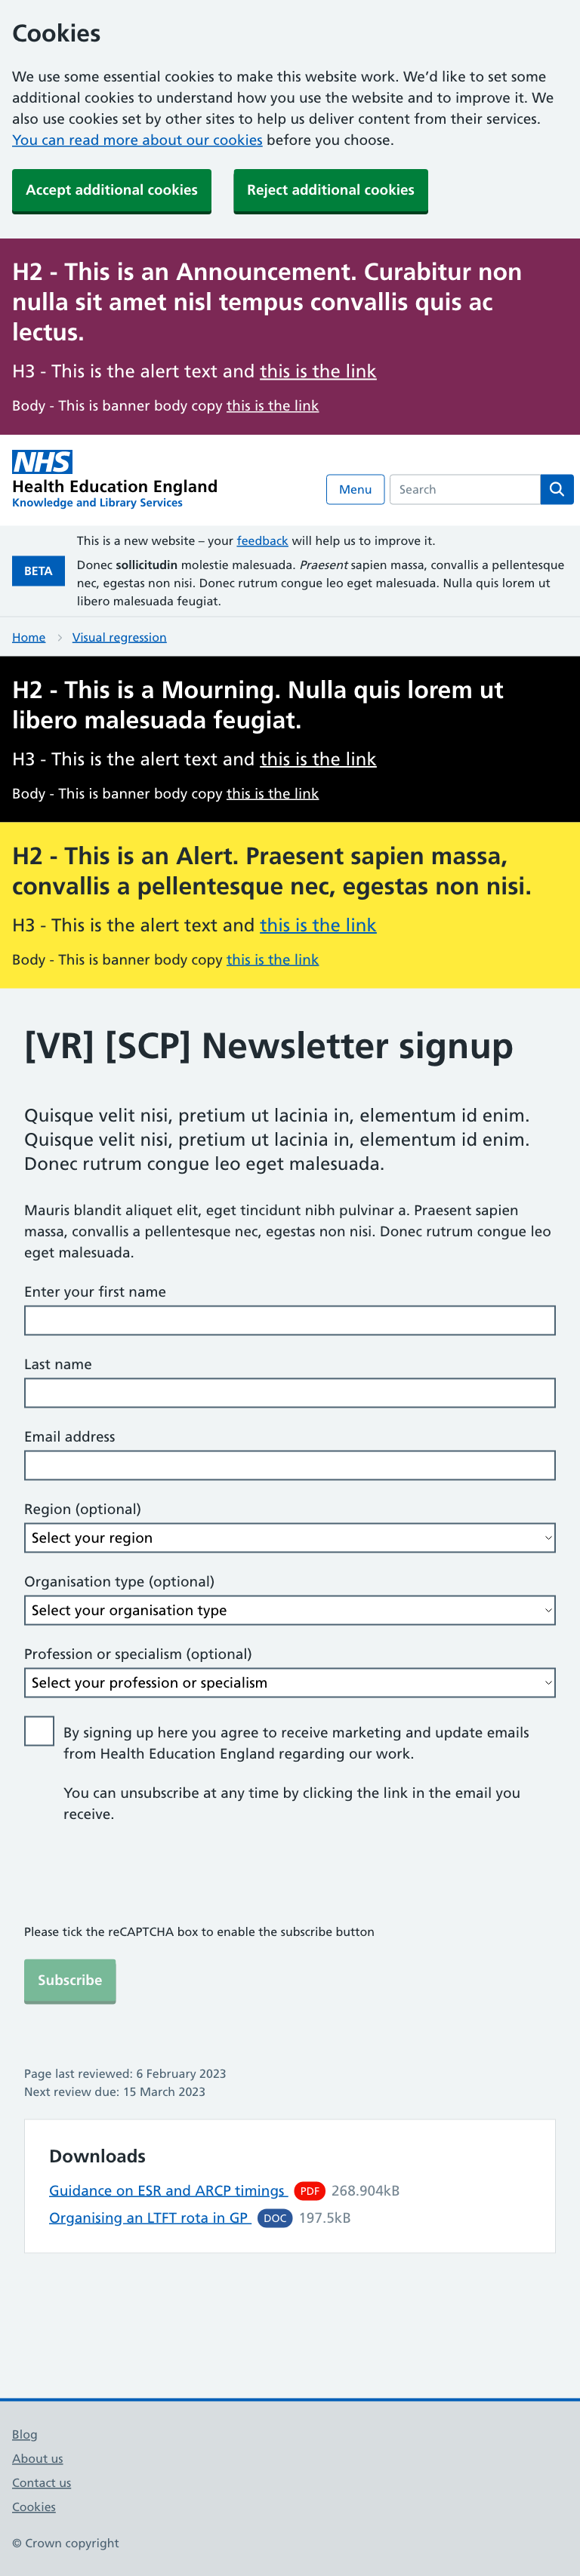 Cookies
We use some essential cookies to make this website work. We’d like to set some
additional cookies to understand how you use the website and to improve it. We
also use cookies set by other sites to help us deliver content from their services.
You can read more about our cookies before you choose.
Accept additional cookies
Reject additional cookies
H2 - This is an Announcement. Curabitur non
nulla sit amet nisl tempus convallis quis ac
lectus.
H3 - This is the alert text and this is the link
Body - This is banner body copy this is the link
NHS
Health Education England
Knowledge and Library Services
Menu
Search
This is a new website – your feedback will help us to improve it.
BETA
Donec sollicitudin molestie malesuada. Praesent sapien massa, convallis a pellentesque
nec, egestas non nisi. Donec rutrum congue leo eget malesuada. Nulla quis lorem ut
libero malesuada feugiat.
Home
Visual regression
H2 - This is a Mourning. Nulla quis lorem ut
libero malesuada feugiat.
H3 - This is the alert text and this is the link
Body - This is banner body copy this is the link
H2 - This is an Alert. Praesent sapien massa,
convallis a pellentesque nec, egestas non nisi.
H3 - This is the alert text and this is the link
Body - This is banner body copy this is the link
[VR] [SCP] Newsletter signup
Quisque velit nisi, pretium ut lacinia in, elementum id enim.
Quisque velit nisi, pretium ut lacinia in, elementum id enim.
Donec rutrum congue leo eget malesuada.
Mauris blandit aliquet elit, eget tincidunt nibh pulvinar a. Praesent sapien
massa, convallis a pellentesque nec, egestas non nisi. Donec rutrum congue leo
eget malesuada.
Enter your first name
Last name
Email address
Region (optional)
Select your region
Organisation type (optional)
Select your organisation type
Profession or specialism (optional)
Select your profession or specialism
By signing up here you agree to receive marketing and update emails
from Health Education England regarding our work.
You can unsubscribe at any time by clicking the link in the email you
receive.
Please tick the reCAPTCHA box to enable the subscribe button
Subscribe
Page last reviewed: 6 February 2023
Next review due: 15 March 2023
Downloads
Guidance on ESR and ARCP timings PDF 268.904kB
Organising an LTFT rota in GP DOC 197.5kB
Blog
About us
Contact us
Cookies
© Crown copyright